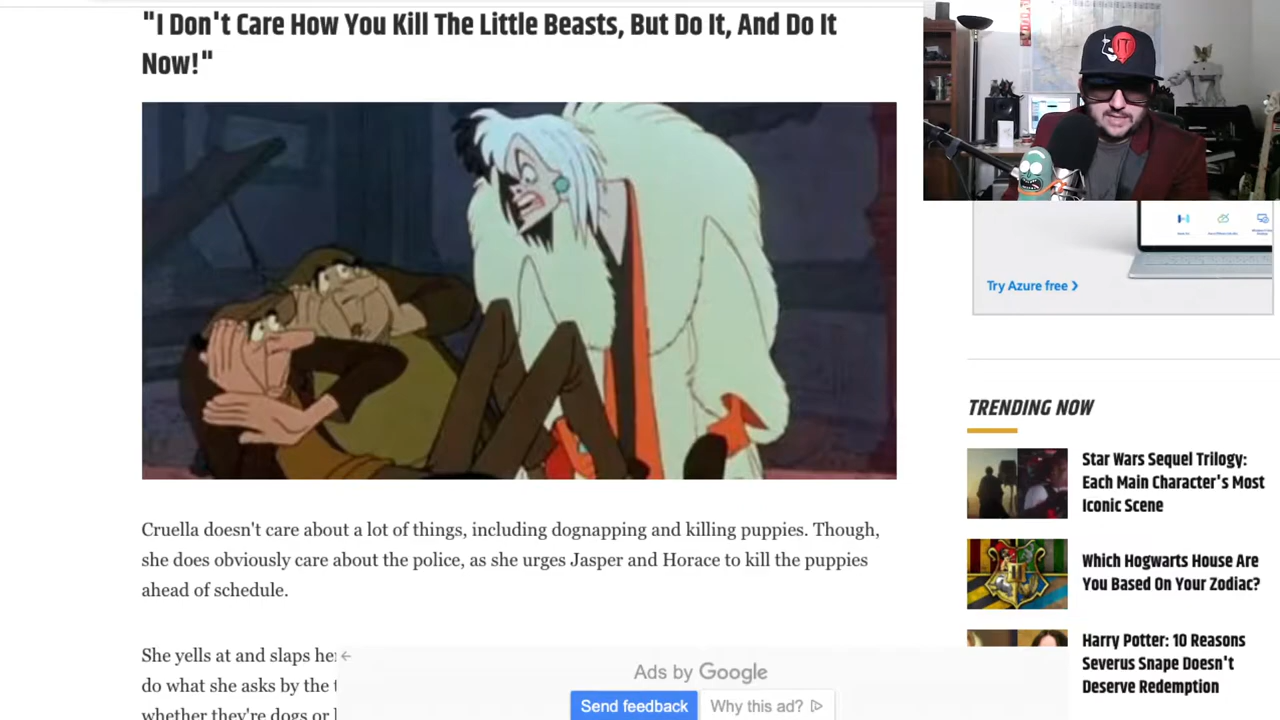 "I Don't Care How You Kill The Little Beasts, But Do It, And Do It
Now!"
IT
Try Azure free ❯
TRENDING NOW
Star Wars Sequel Trilogy:
Each Main Character's Most
Iconic Scene
Which Hogwarts House Are
You Based On Your Zodiac?
Harry Potter: 10 Reasons
Severus Snape Doesn't
Deserve Redemption
Cruella doesn't care about a lot of things, including dognapping and killing puppies. Though,
she does obviously care about the police, as she urges Jasper and Horace to kill the puppies
ahead of schedule.
She yells at and slaps
do what she asks by the
whether they're dogs or
Ads by Google
Send feedback
Why this ad?